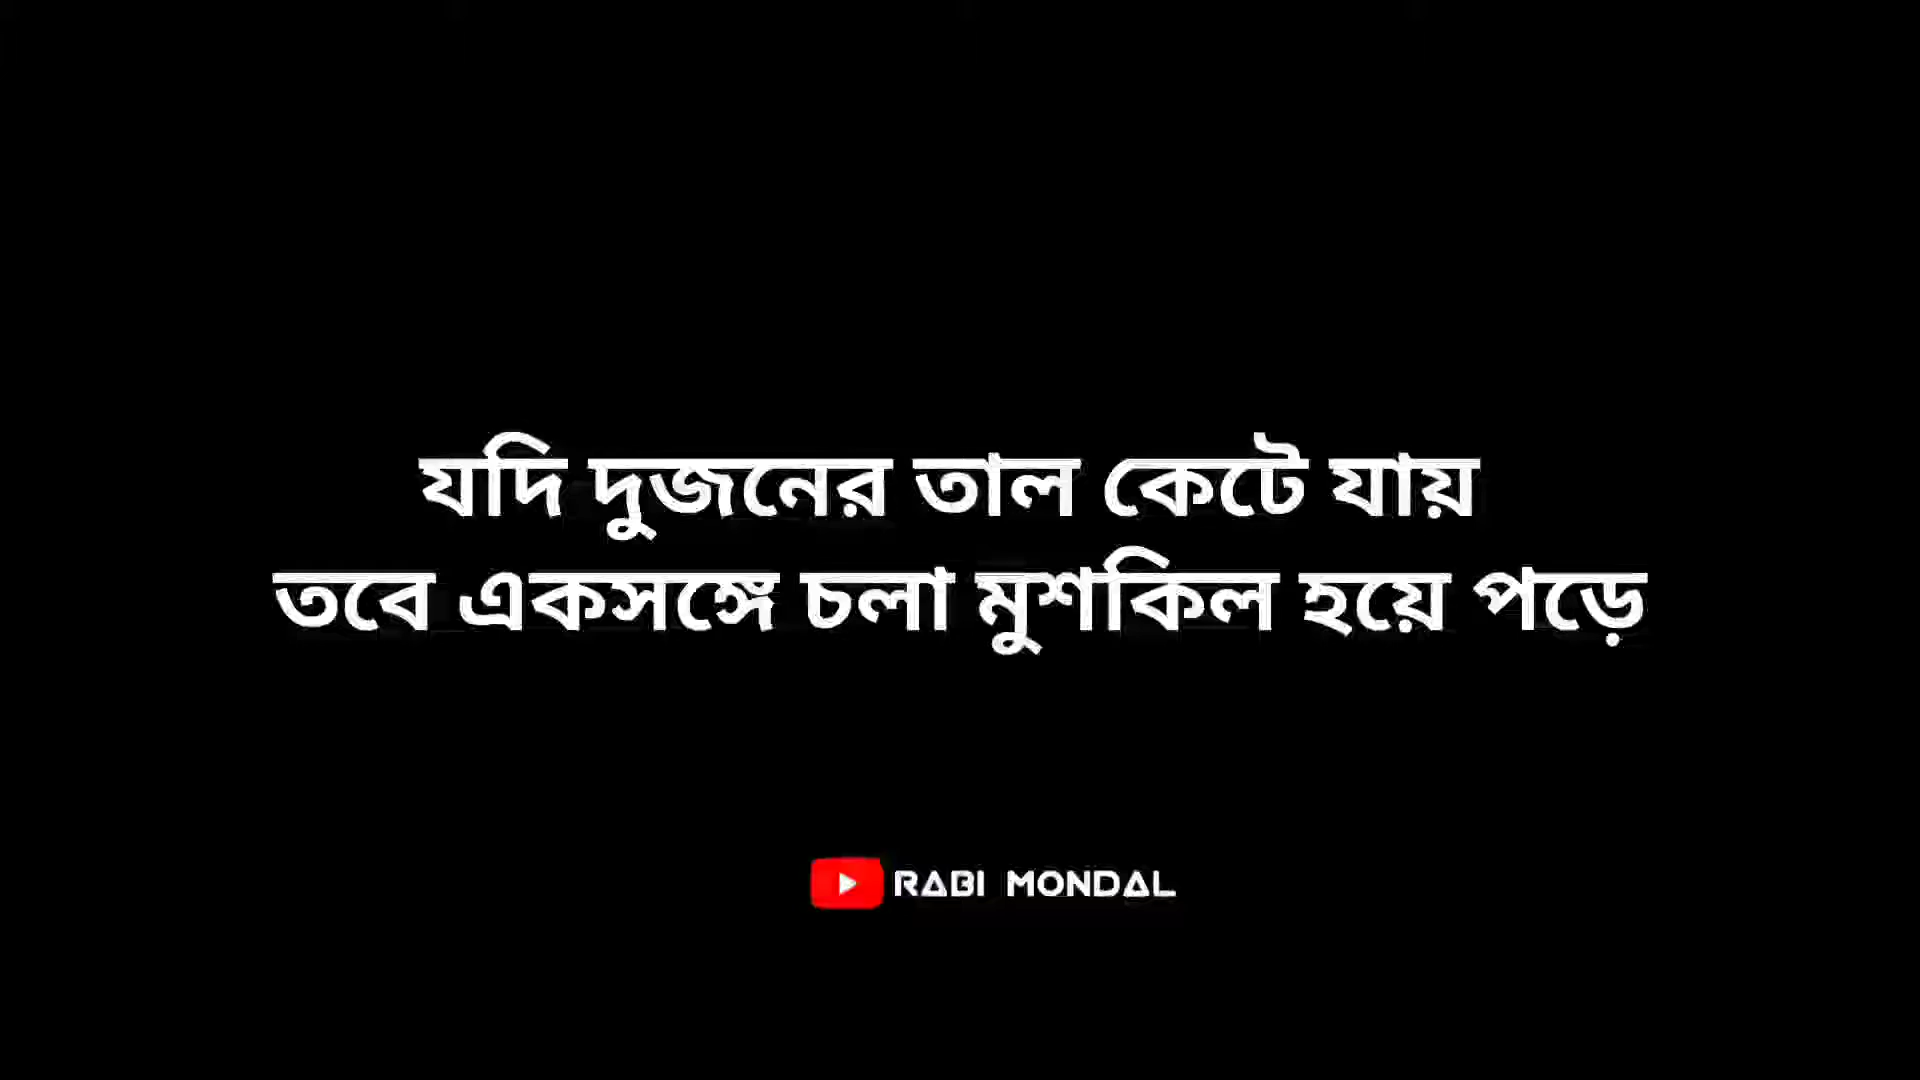 যদি দুজনের তাল কেটে যায়
তবে একসঙ্গে চলা মুশকিল হয়ে পড়ে
RABI MONDAL